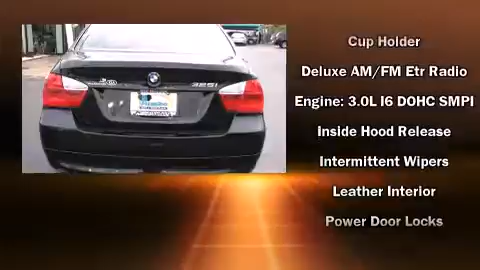 325i
Cup Holder
Deluxe AM/FM Etr Radio
Engine: 3.0L I6 DOHC SMPI
Inside Hood Release
Intermittent Wipers
Leather Interior
Power Door Locks